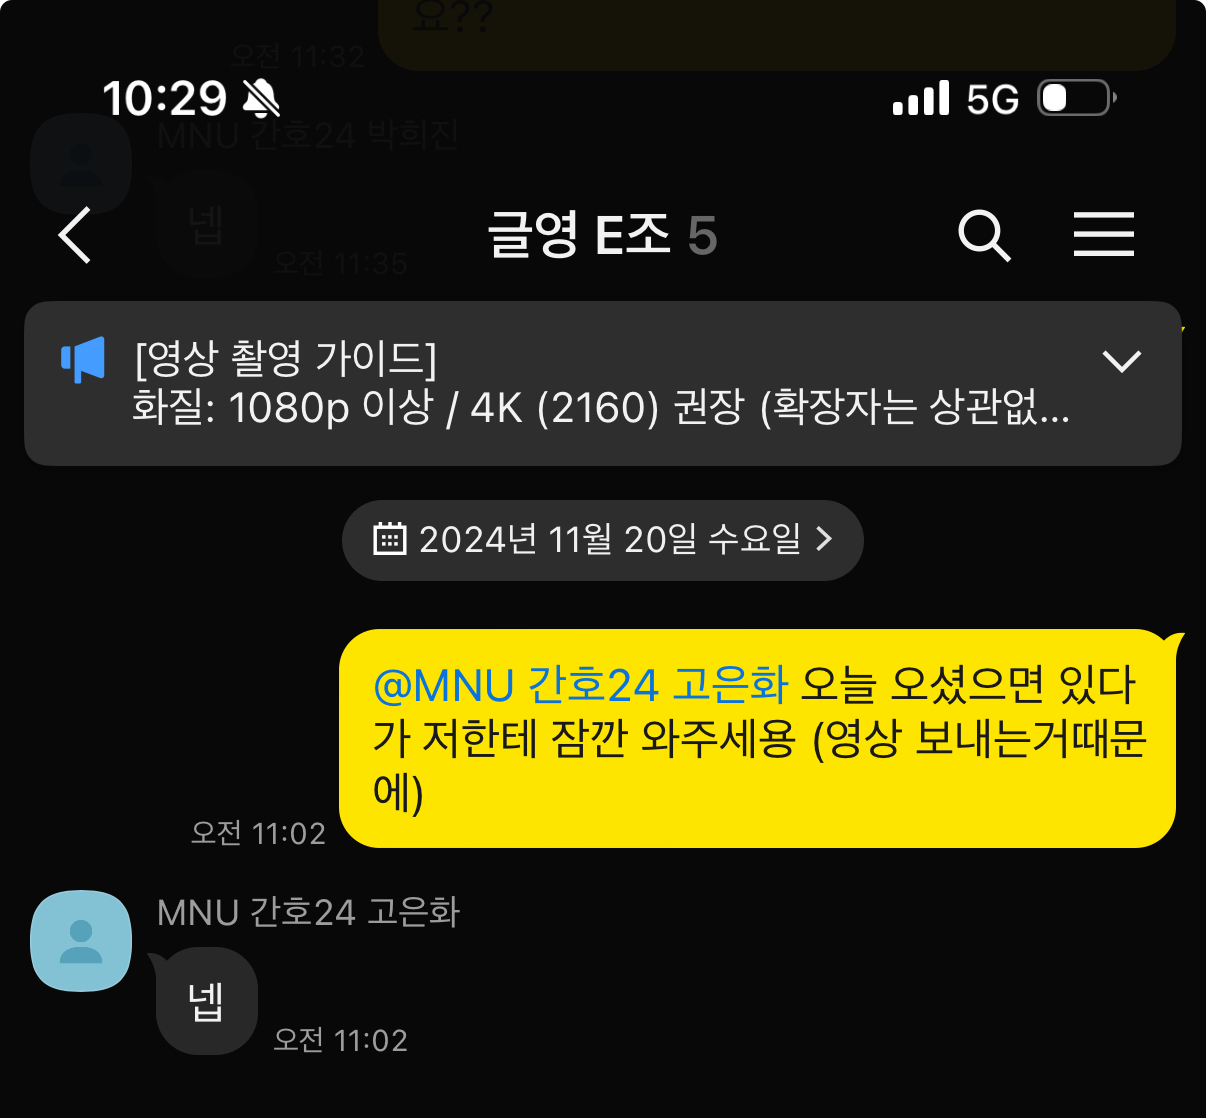 요??
오전 11:32
10:29
5G
MNU 간호24 박희진
넵
오전 11:35
글영 E조 5
[영상 촬영 가이드]
화질: 1080p 이상 / 4K (2160) 권장 (확장자는 상관없...
2024년 11월 20일 수요일
@MNU 간호24 고은화 오늘 오셨으면 있다
가 저한테 잠깐 와주세용 (영상 보내는거때문
에)
오전 11:02
MNU 간호24 고은화
넵
오전 11:02